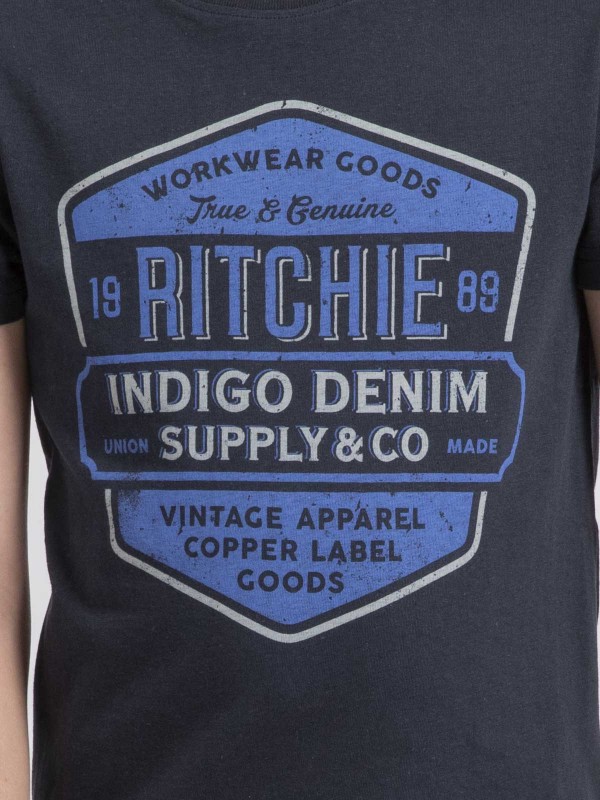 WORKWEAR GOODS
True & Genuine
19 RITCHIE 89
INDIGO DENIM
UNION SUPPLY & CO MADE
VINTAGE APPAREL
COPPER LABEL
GOODS